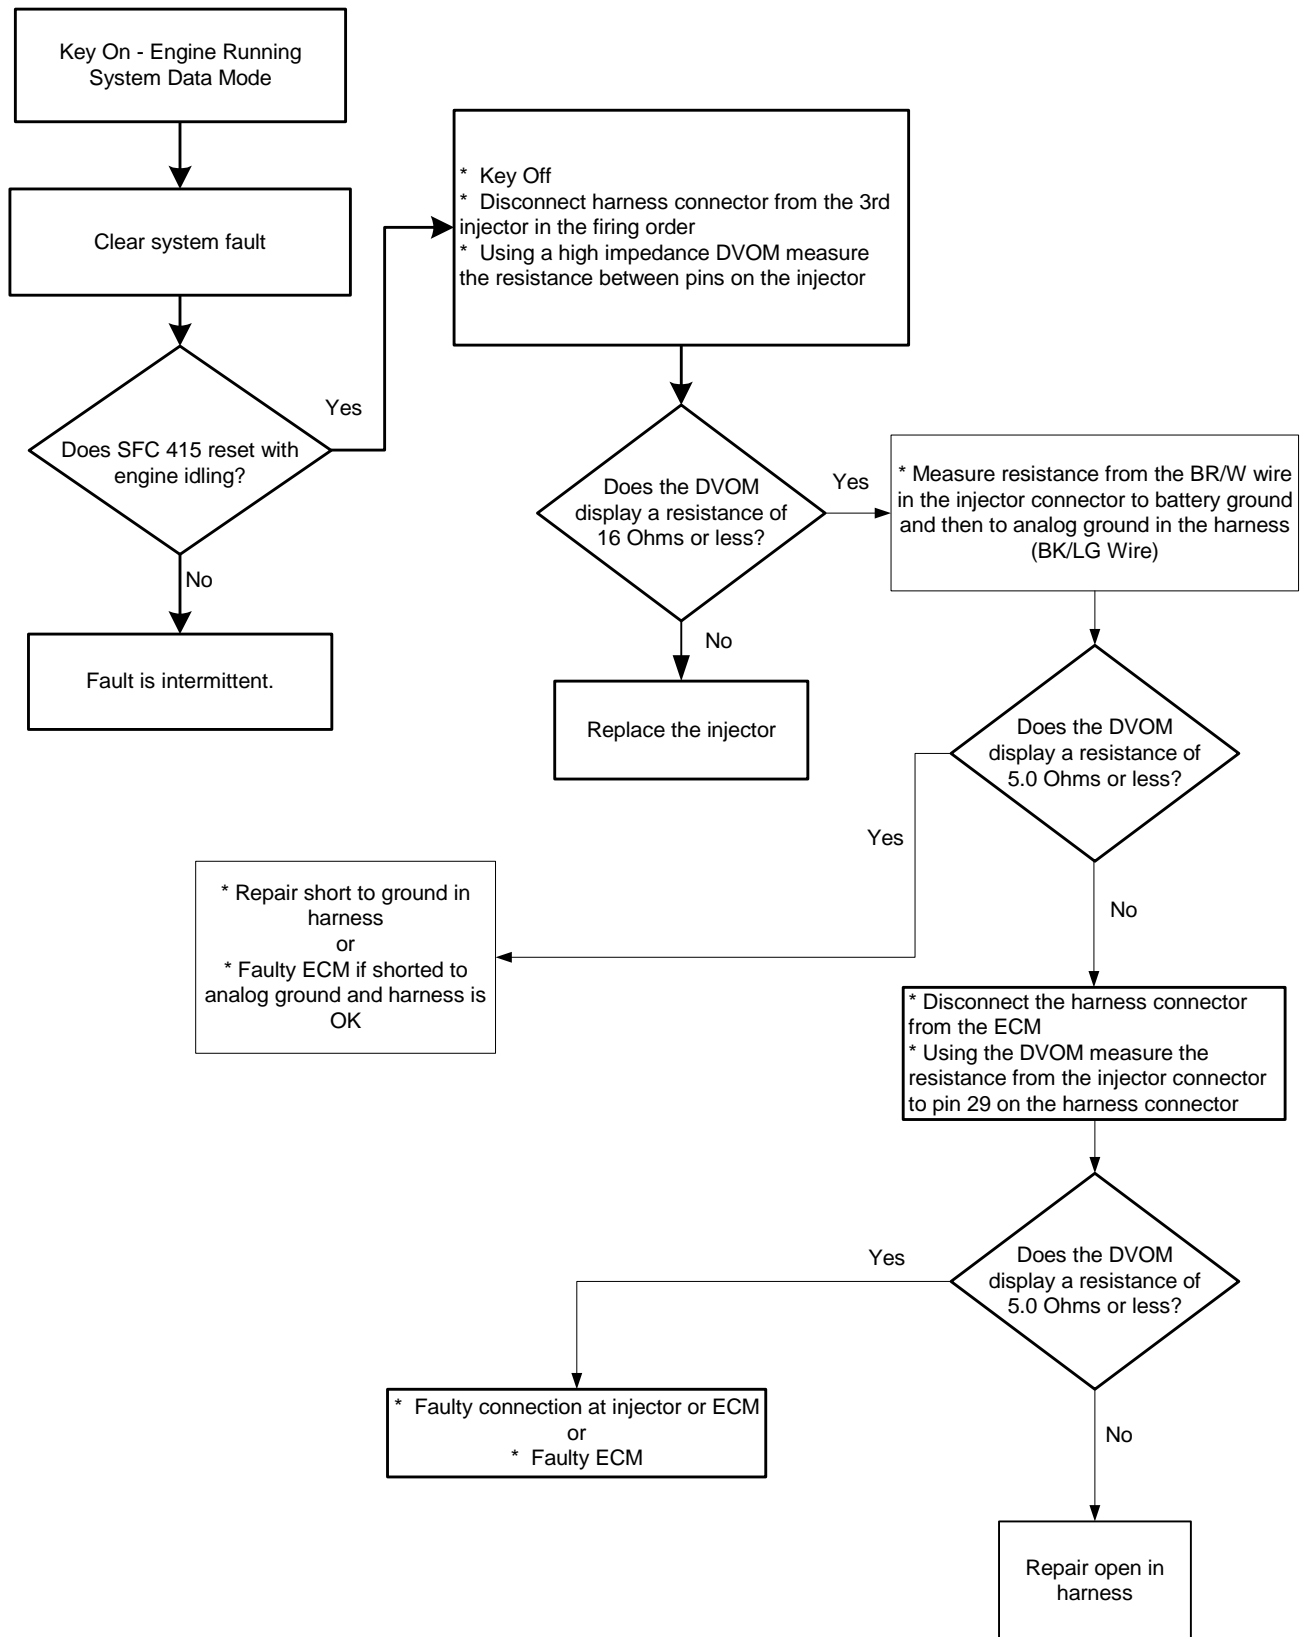 Key On - Engine Running
System Data Mode
Clear system fault
Does SFC 415 reset with
engine idling?
Yes
No
Fault is intermittent.
* Key Off
* Disconnect harness connector from the 3rd
injector in the firing order
* Using a high impedance DVOM measure
the resistance between pins on the injector
Does the DVOM
display a resistance of
16 Ohms or less?
Yes
No
Replace the injector
* Measure resistance from the BR/W wire
in the injector connector to battery ground
and then to analog ground in the harness
(BK/LG Wire)
Does the DVOM
display a resistance of
5.0 Ohms or less?
Yes
No
* Repair short to ground in
harness
or
* Faulty ECM if shorted to
analog ground and harness is
OK
* Disconnect the harness connector
from the ECM
* Using the DVOM measure the
resistance from the injector connector
to pin 29 on the harness connector
Does the DVOM
display a resistance of
5.0 Ohms or less?
Yes
No
* Faulty connection at injector or ECM
or
* Faulty ECM
Repair open in
harness